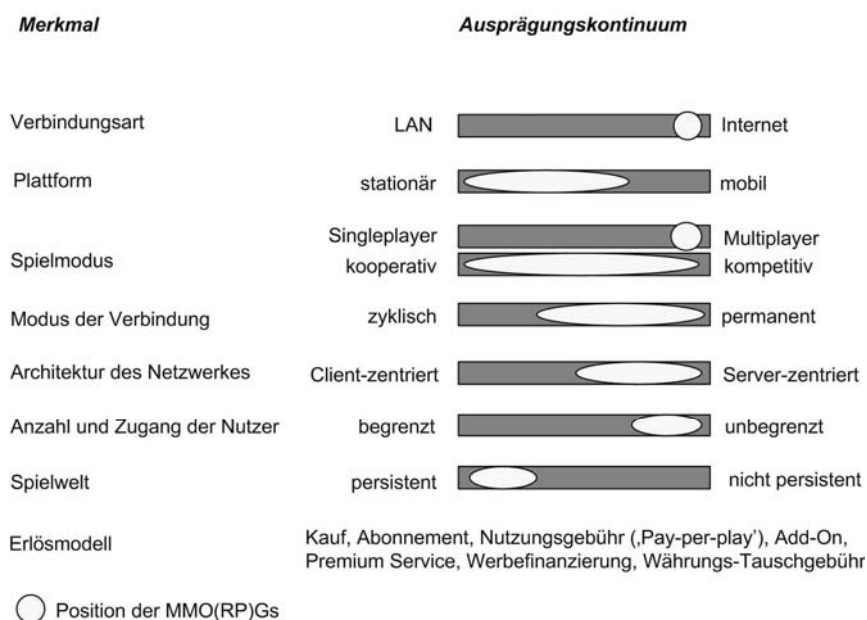 Merkmal Ausprägungskontinuum
Verbindungsart LAN Internet
Plattform stationär mobil
Singleplayer Multiplayer
Spielmodus kooperativ kompetitiv
Modus der Verbindung zyklisch permanent
Architektur des Netzwerkes Client-zentriert Server-zentriert
Anzahl und Zugang der Nutzer begrenzt unbegrenzt
Spielwelt persistent nicht persistent
Erlösmodell Kauf, Abonnement, Nutzungsgebühr (‚Pay-per-play’), Add-On,
Premium Service, Werbefinanzierung, Währungs-Tauschgebühr
Position der MMO(RP)Gs